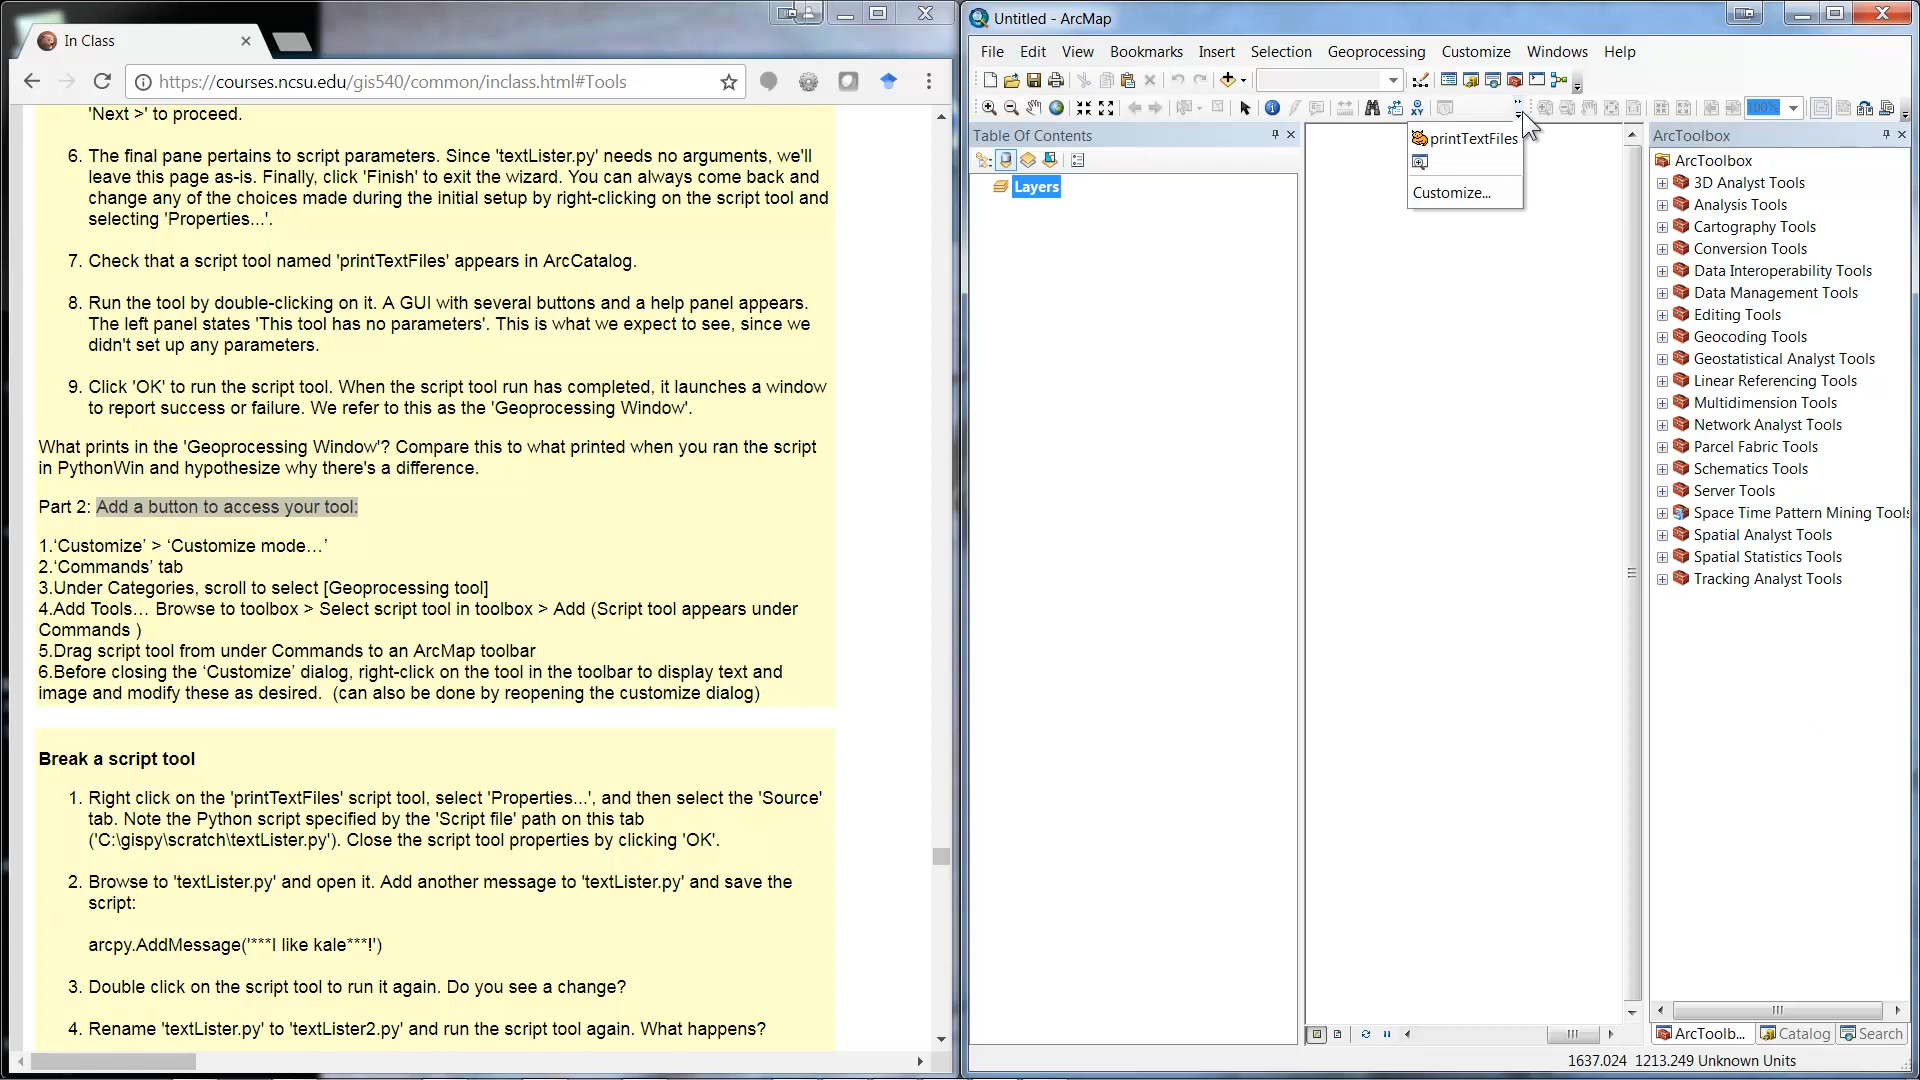 In Class
https://courses.ncsu.edu/gis540/common/inclass.html#Tools
'Next >' to proceed.
6. The final pane pertains to script parameters. Since 'textLister.py' needs no arguments, we'll
leave this page as-is. Finally, click 'Finish' to exit the wizard. You can always come back and
change any of the choices made during the initial setup by right-clicking on the script tool and
selecting 'Properties...'.
7. Check that a script tool named 'printTextFiles' appears in ArcCatalog.
8. Run the tool by double-clicking on it. A GUI with several buttons and a help panel appears.
The left panel states 'This tool has no parameters'. This is what we expect to see, since we
didn't set up any parameters.
9. Click 'OK' to run the script tool. When the script tool run has completed, it launches a window
to report success or failure. We refer to this as the 'Geoprocessing Window'.
What prints in the 'Geoprocessing Window'? Compare this to what printed when you ran the script
in PythonWin and hypothesize why there's a difference.
Part 2: Add a button to access your tool:
1.‘Customize’ > ‘Customize mode…’
2.‘Commands’ tab
3.Under Categories, scroll to select [Geoprocessing tool]
4.Add Tools… Browse to toolbox > Select script tool in toolbox > Add (Script tool appears under
Commands )
5.Drag script tool from under Commands to an ArcMap toolbar
6.Before closing the ‘Customize’ dialog, right-click on the tool in the toolbar to display text and
image and modify these as desired.  (can also be done by reopening the customize dialog)
Break a script tool
1. Right click on the 'printTextFiles' script tool, select 'Properties...', and then select the 'Source'
tab. Note the Python script specified by the 'Script file' path on this tab
('C:\gispy\scratch\textLister.py'). Close the script tool properties by clicking 'OK'.
2. Browse to 'textLister.py' and open it. Add another message to 'textLister.py' and save the
script:
arcpy.AddMessage('***I like kale***!')
3. Double click on the script tool to run it again. Do you see a change?
4. Rename 'textLister.py' to 'textLister2.py' and run the script tool again. What happens?
Untitled - ArcMap
File Edit View Bookmarks Insert Selection Geoprocessing Customize Windows Help
100%
Table Of Contents
Layers
printTextFiles
Customize...
ArcToolbox
ArcToolbox
3D Analyst Tools
Analysis Tools
Cartography Tools
Conversion Tools
Data Interoperability Tools
Data Management Tools
Editing Tools
Geocoding Tools
Geostatistical Analyst Tools
Linear Referencing Tools
Multidimension Tools
Network Analyst Tools
Parcel Fabric Tools
Schematics Tools
Server Tools
Space Time Pattern Mining Tools
Spatial Analyst Tools
Spatial Statistics Tools
Tracking Analyst Tools
ArcToolb... Catalog Search
1637.024 1213.249 Unknown Units